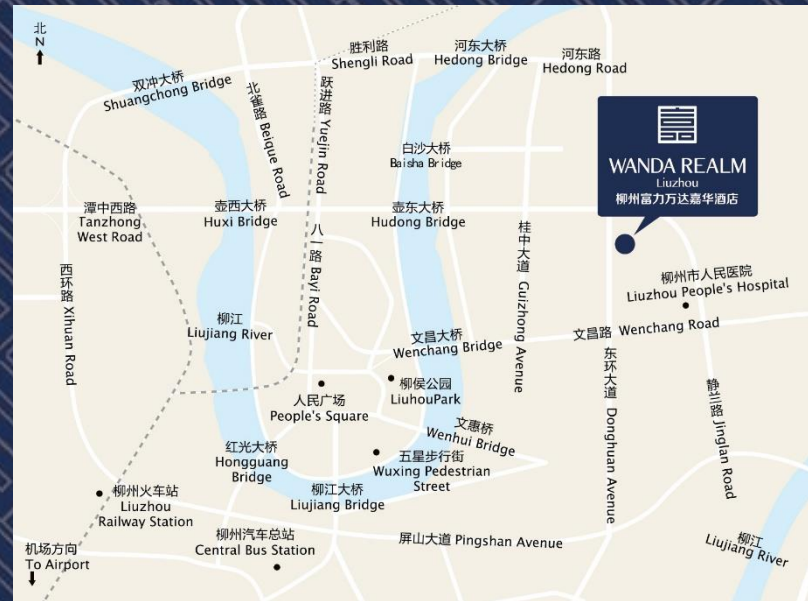 北
N
胜利路
Shengli Road
河东大桥
Hedong Bridge
河东路
Hedong Road
双冲大桥
Shuangchong Bridge
北雀路 Beique Road
跃进路 Yuejin Road
白沙大桥
Baisha Bridge
WANDA REALM
Liuzhou
柳州富力万达嘉华酒店
潭中西路
Tanzhong
West Road
壶西大桥
Huxi Bridge
八一路 Bayi Road
壶东大桥
Hudong Bridge
桂中大道 Guizhong Avenue
西环路 Xihuan Road
柳州市人民医院
Liuzhou People's Hospital
柳江
Liujiang River
文昌大桥
Wenchang Bridge
文昌路 Wenchang Road
东环大道 Donghuan Avenue
人民广场
People's Square
柳侯公园
LiuhouPark
文惠桥
Wenhui Bridge
Jinglan Road
红光大桥
Hongguang
Bridge
五星步行街
Wuxing Pedestrian
Street
柳州火车站
Liuzhou
Railway Station
柳江大桥
Liujiang Bridge
柳州汽车总站
Central Bus Station
屏山大道 Pingshan Avenue
柳江
Liujiang River
机场方向
To Airport